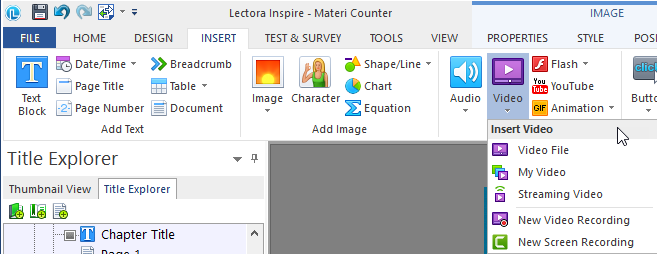 Lectora Inspire - Materi Counter
IMAGE
FILE HOME DESIGN INSERT TEST & SURVEY TOOLS VIEW PROPERTIES STYLE
Date/Time Breadcrumb Shape/Line Flash
Page Title Table Chart YouTube
Page Number Document Equation GIF Animation
Text Block Image Character Audio Video
Add Text Add Image
Insert Video
Video File
My Video
Streaming Video
New Video Recording
New Screen Recording
Title Explorer
Thumbnail View Title Explorer
Chapter Title
Page 1